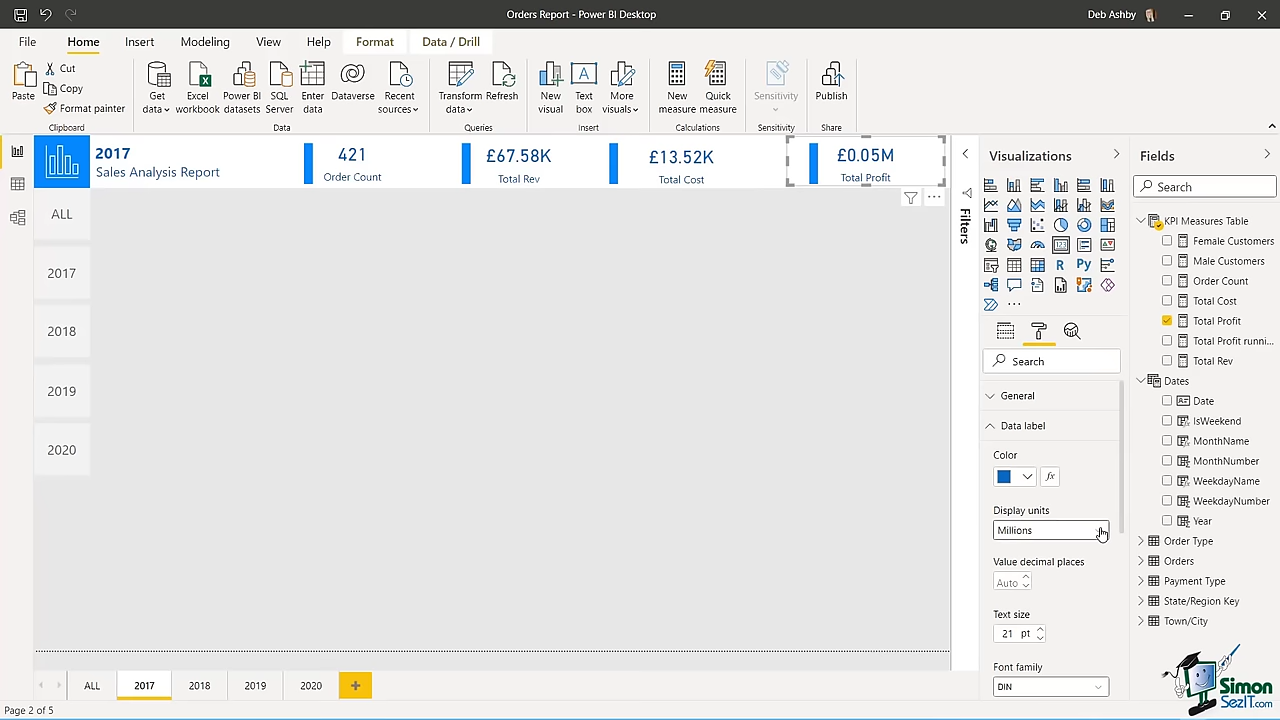 Orders Report - Power BI Desktop
Deb Ashby
File Home Insert Modeling View Help Format Data / Drill
Paste
Cut
Copy
Format painter
Clipboard
Get data
Excel workbook
Power BI datasets
SQL Server
Enter data
Dataverse
Recent sources
Data
Transform data
Refresh
Queries
New visual
Text box
More visuals
Insert
New measure
Quick measure
Calculations
Sensitivity
Sensitivity
Publish
Share
2017
Sales Analysis Report
421
Order Count
£67.58K
Total Rev
£13.52K
Total Cost
£0.05M
Total Profit
ALL
2017
2018
2019
2020
Filters
Visualizations
R
Py
Search
General
Data label
Color
fx
Display units
Millions
Value decimal places
Auto
Text size
21 pt
Font family
DIN
Fields
Search
KPI Measures Table
Female Customers
Male Customers
Order Count
Total Cost
Total Profit
Total Profit runni...
Total Rev
Dates
Date
IsWeekend
MonthName
MonthNumber
WeekdayName
WeekdayNumber
Year
Order Type
Orders
Payment Type
State/Region Key
Town/City
ALL 2017 2018 2019 2020
Page 2 of 5
Simon
SezIT.com